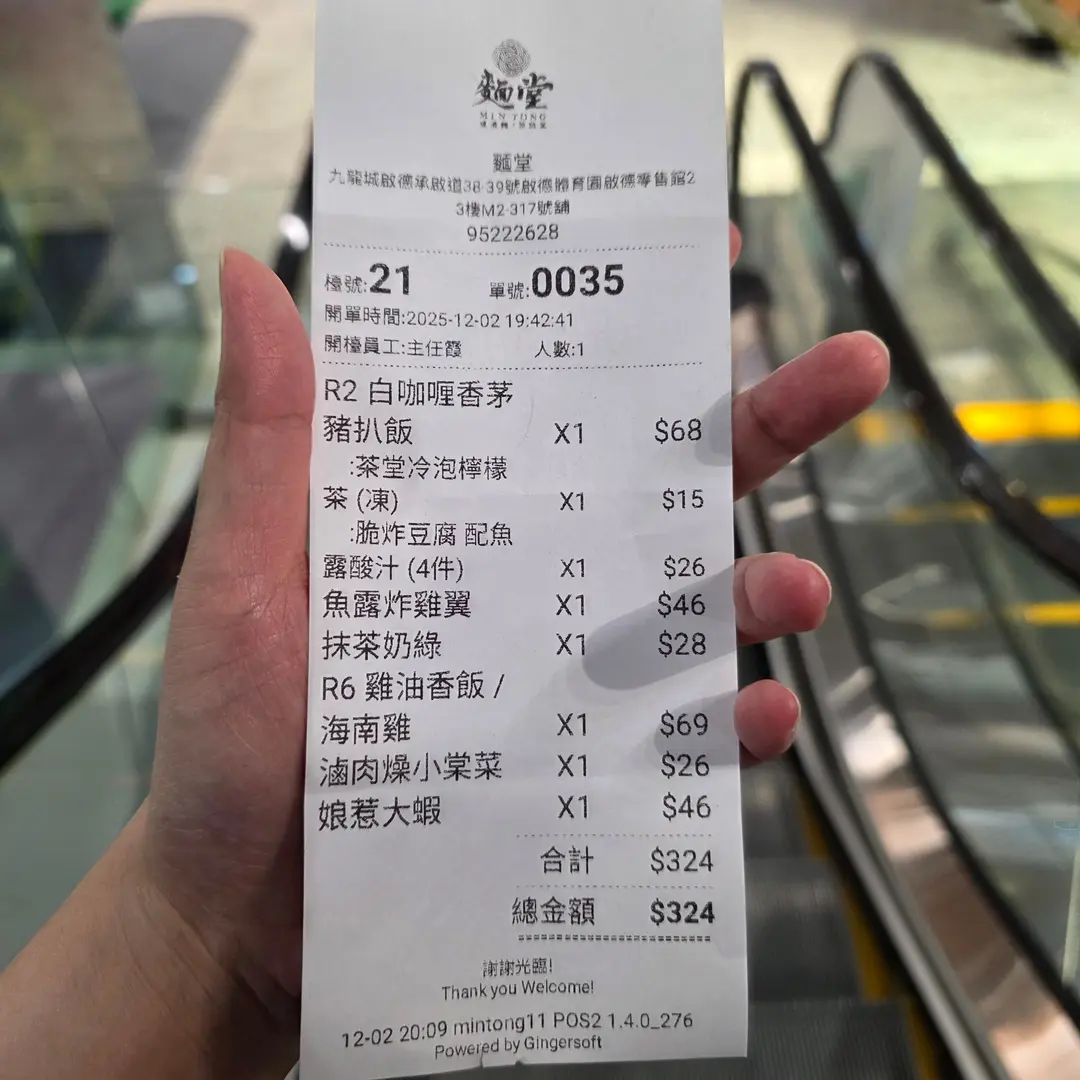 麵堂
MIN TONG
麵堂
九龍城啟德承啟道38-39號啟德體育園啟德零售館2
3樓M2-317號舖
95222628
檯號:21 單號:0035
開單時間:2025-12-02 19:42:41
開檯員工:主任霞 人數:1
R2 白咖喱香茅
豬扒飯 X1 $68
:茶堂冷泡檸檬
茶 (凍) X1 $15
:脆炸豆腐 配魚
露酸汁 (4件) X1 $26
魚露炸雞翼 X1 $46
抹茶奶綠 X1 $28
R6 雞油香飯 /
海南雞 X1 $69
滷肉燥小棠菜 X1 $26
娘惹大蝦 X1 $46
合計 $324
總金額 $324
謝謝光臨!
Thank you Welcome!
12-02 20:09 mintong11 POS2 1.4.0_276
Powered by Gingersoft